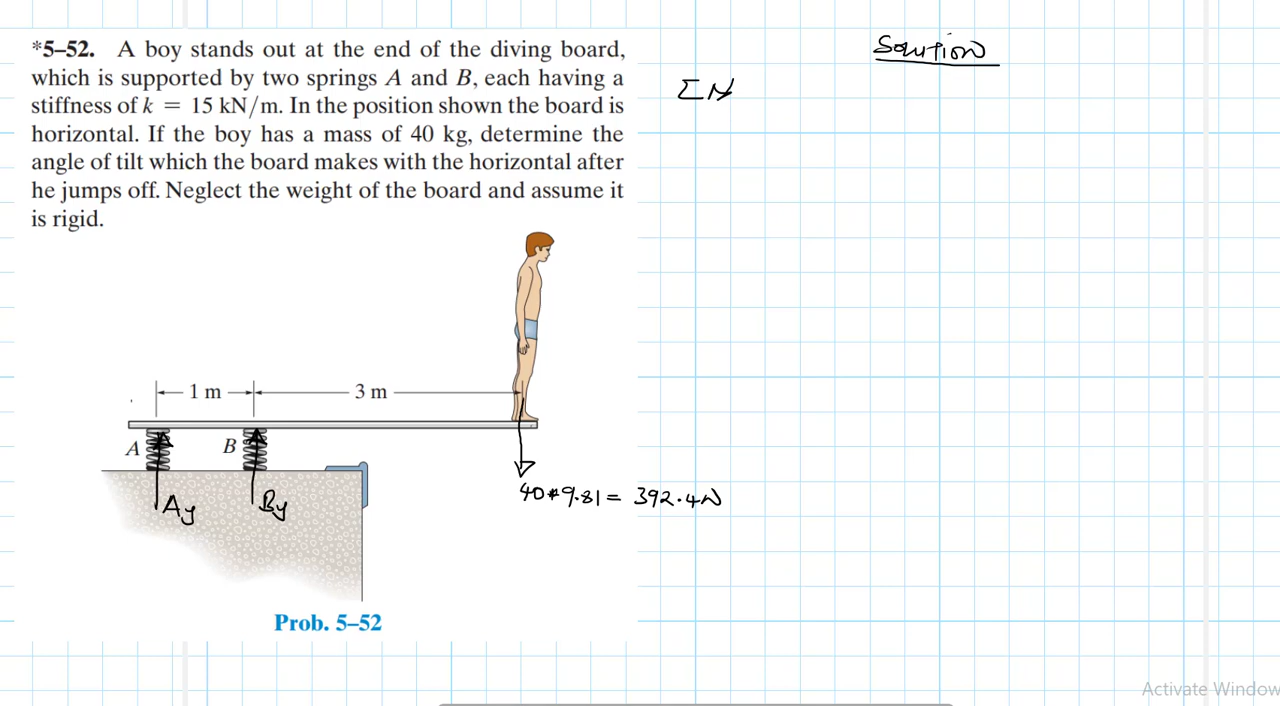 *5–52. A boy stands out at the end of the diving board,
which is supported by two springs A and B, each having a
stiffness of k = 15 kN/m. In the position shown the board is
horizontal. If the boy has a mass of 40 kg, determine the
angle of tilt which the board makes with the horizontal after
he jumps off. Neglect the weight of the board and assume it
is rigid.
Solution
ΣM
1 m
3 m
A
B
Ay
By
40*9.81 = 392.4N
Prob. 5–52
Activate Window